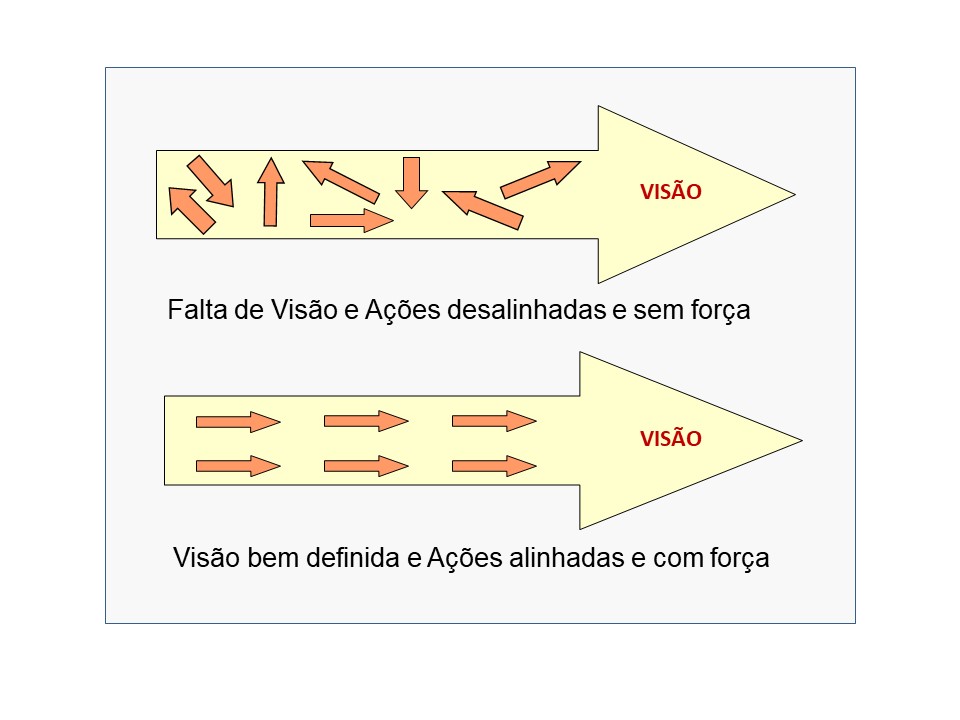 VISÃO
Falta de Visão e Ações desalinhadas e sem força
VISÃO
Visão bem definida e Ações alinhadas e com força